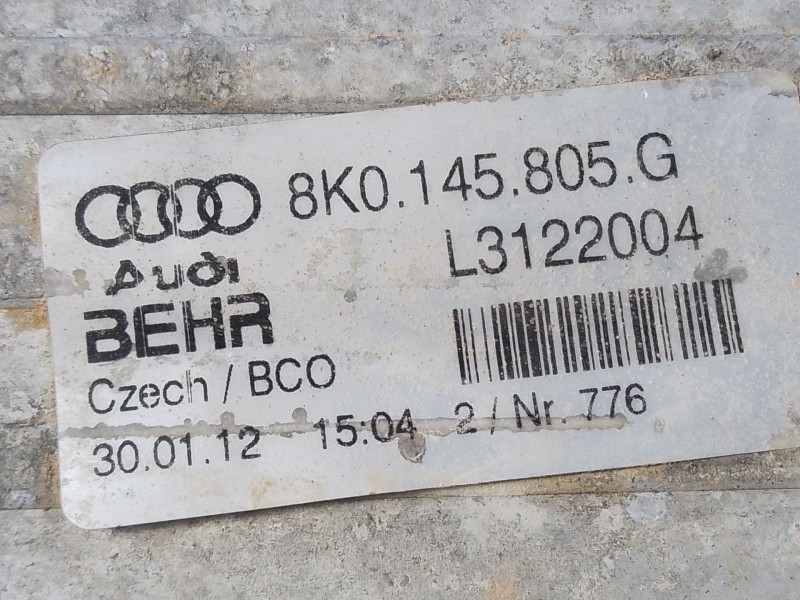 8K0.145.805.G
Audi
L3122004
BEHR
Czech / BCO
30.01.12 15:04 2 / Nr. 776